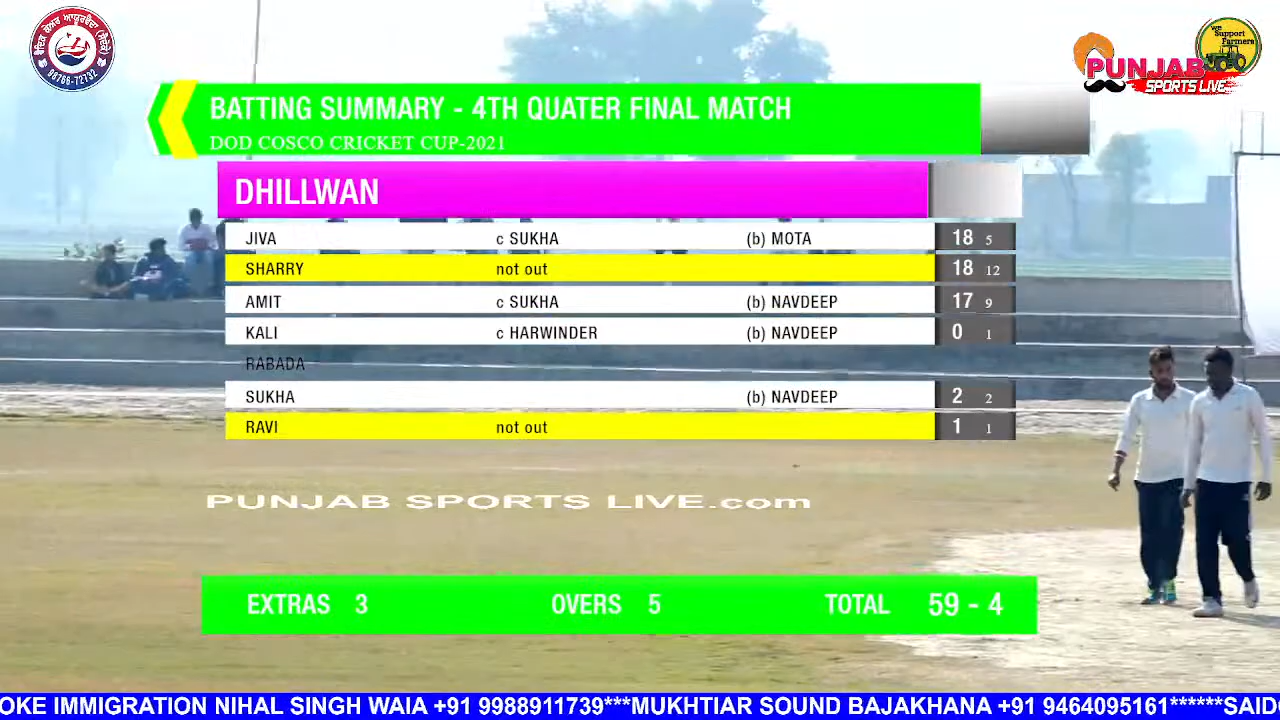 We
Support
Farmers
PUNJAB
SPORTS LIVE
98766-72732
BATTING SUMMARY - 4TH QUATER FINAL MATCH
DOD COSCO CRICKET CUP-2021
DHILLWAN
JIVA c SUKHA (b) MOTA 18 5
SHARRY not out 18 12
AMIT c SUKHA (b) NAVDEEP 17 9
KALI c HARWINDER (b) NAVDEEP 0 1
RABADA
SUKHA (b) NAVDEEP 2 2
RAVI not out 1 1
PUNJAB SPORTS LIVE.com
EXTRAS 3 OVERS 5 TOTAL 59 - 4
OKE IMMIGRATION NIHAL SINGH WAIA +91 9988911739***MUKHTIAR SOUND BAJAKHANA +91 9464095161******SAIDO